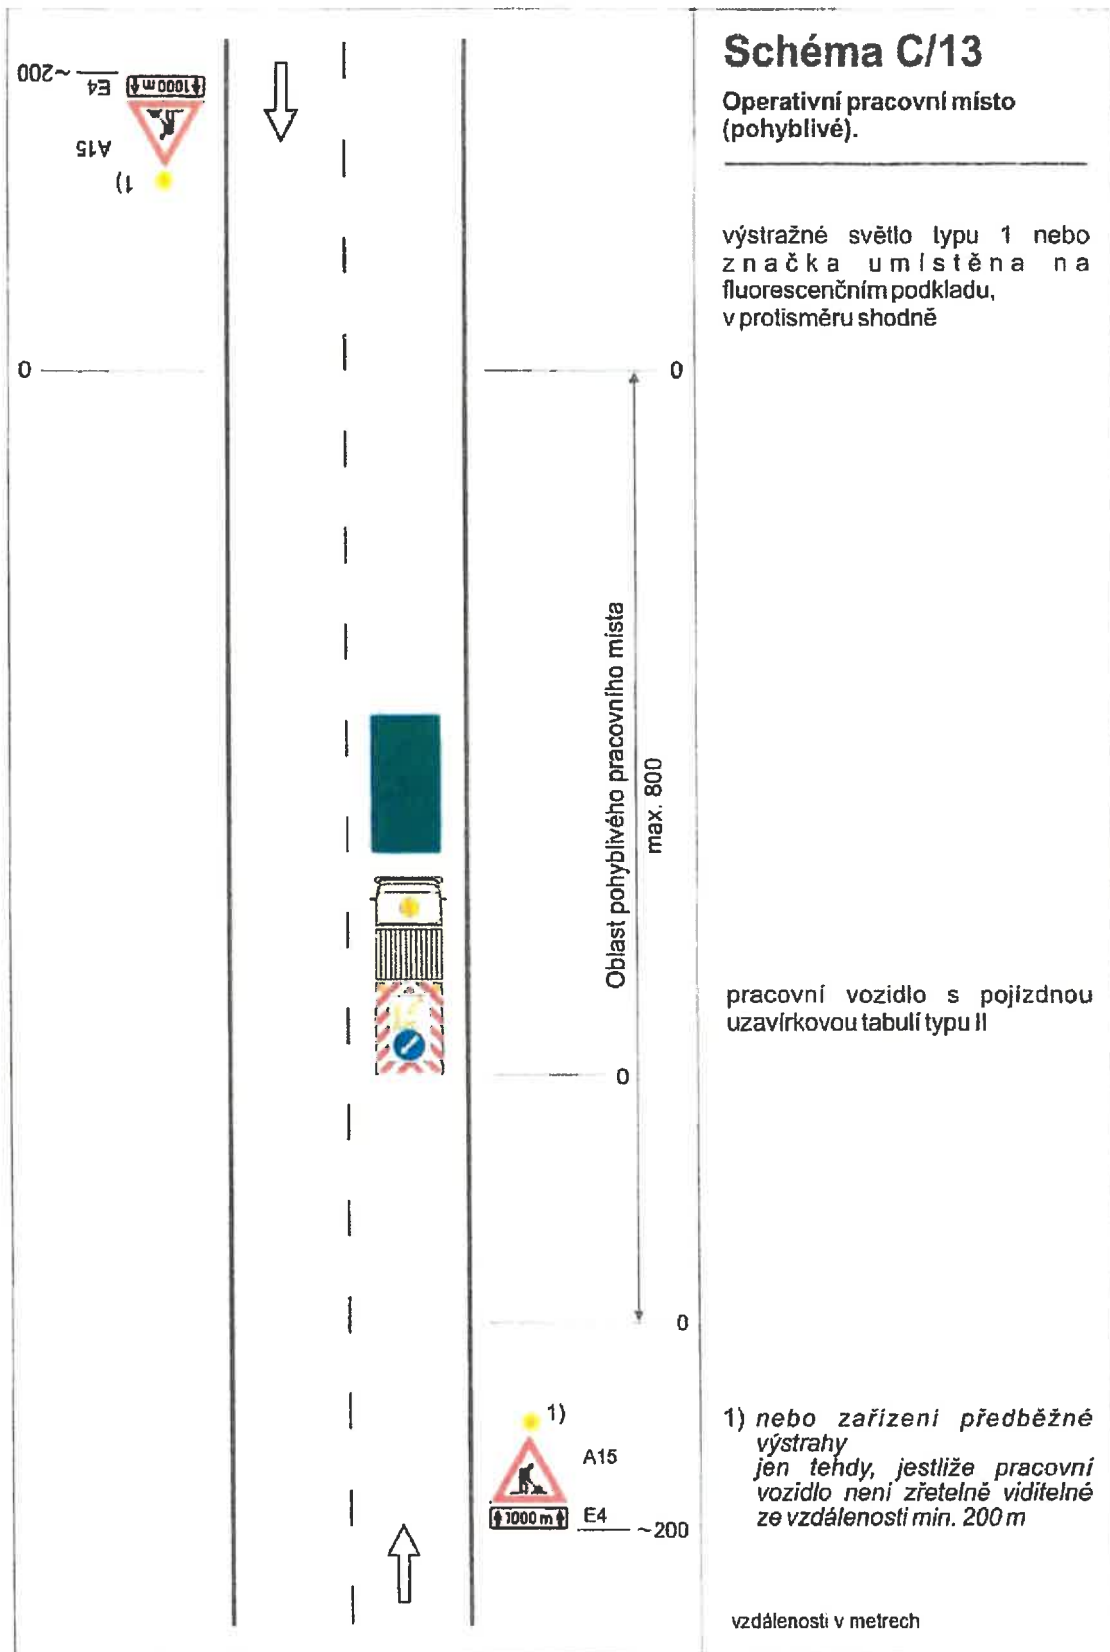 Schéma C/13
Operativní pracovní místo
(pohyblivé).
výstražné světlo typu 1 nebo
značka umístěna na
fluorescenčním podkladu,
v protisměru shodně
~200
E4
1000 m
A15
1)
0
0
Oblast pohyblivého pracovního místa
max. 800
pracovní vozidlo s pojízdnou
uzavírkovou tabulí typu II
0
0
1)
A15
1000 m
E4
~200
1) nebo zařízení předběžné
výstrahy
jen tehdy, jestliže pracovní
vozidlo není zřetelně viditelné
ze vzdálenosti min. 200 m
vzdálenosti v metrech